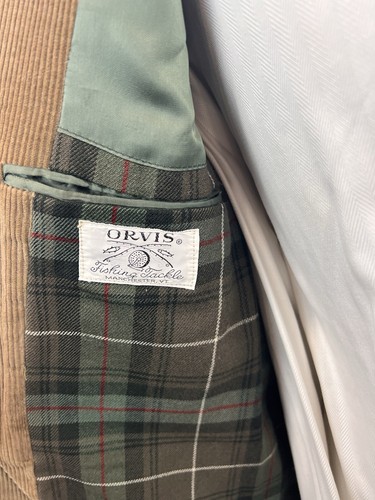 ORVIS®
Fishing Tackle
MANCHESTER, VT.